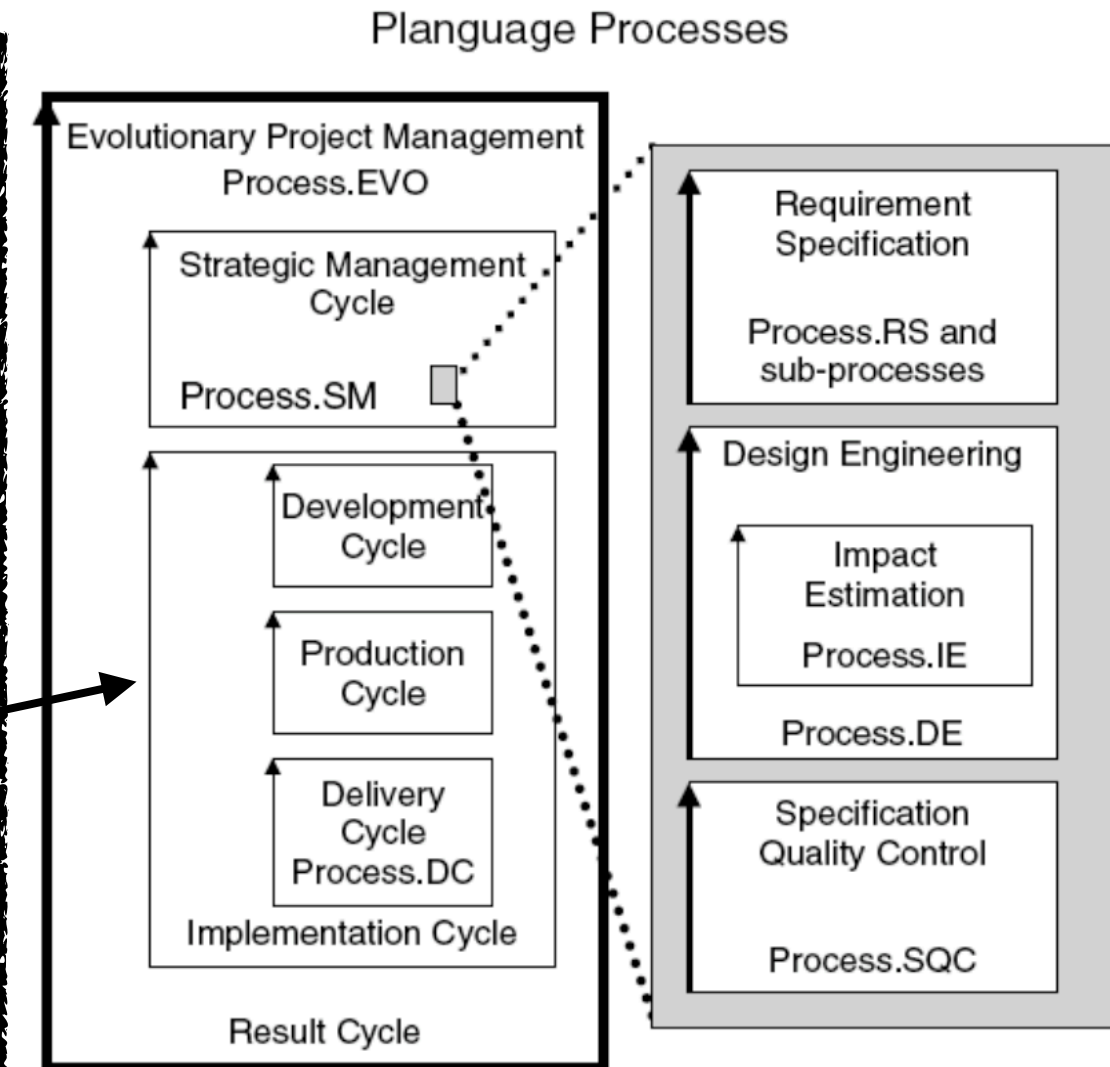 Planguage Processes
Evolutionary Project Management
Process.EVO
Strategic Management
Cycle
Process.SM
Development
Cycle
Production
Cycle
Delivery
Cycle
Process.DC
Implementation Cycle
Result Cycle
Requirement
Specification
Process.RS and
sub-processes
Design Engineering
Impact
Estimation
Process.IE
Process.DE
Specification
Quality Control
Process.SQC